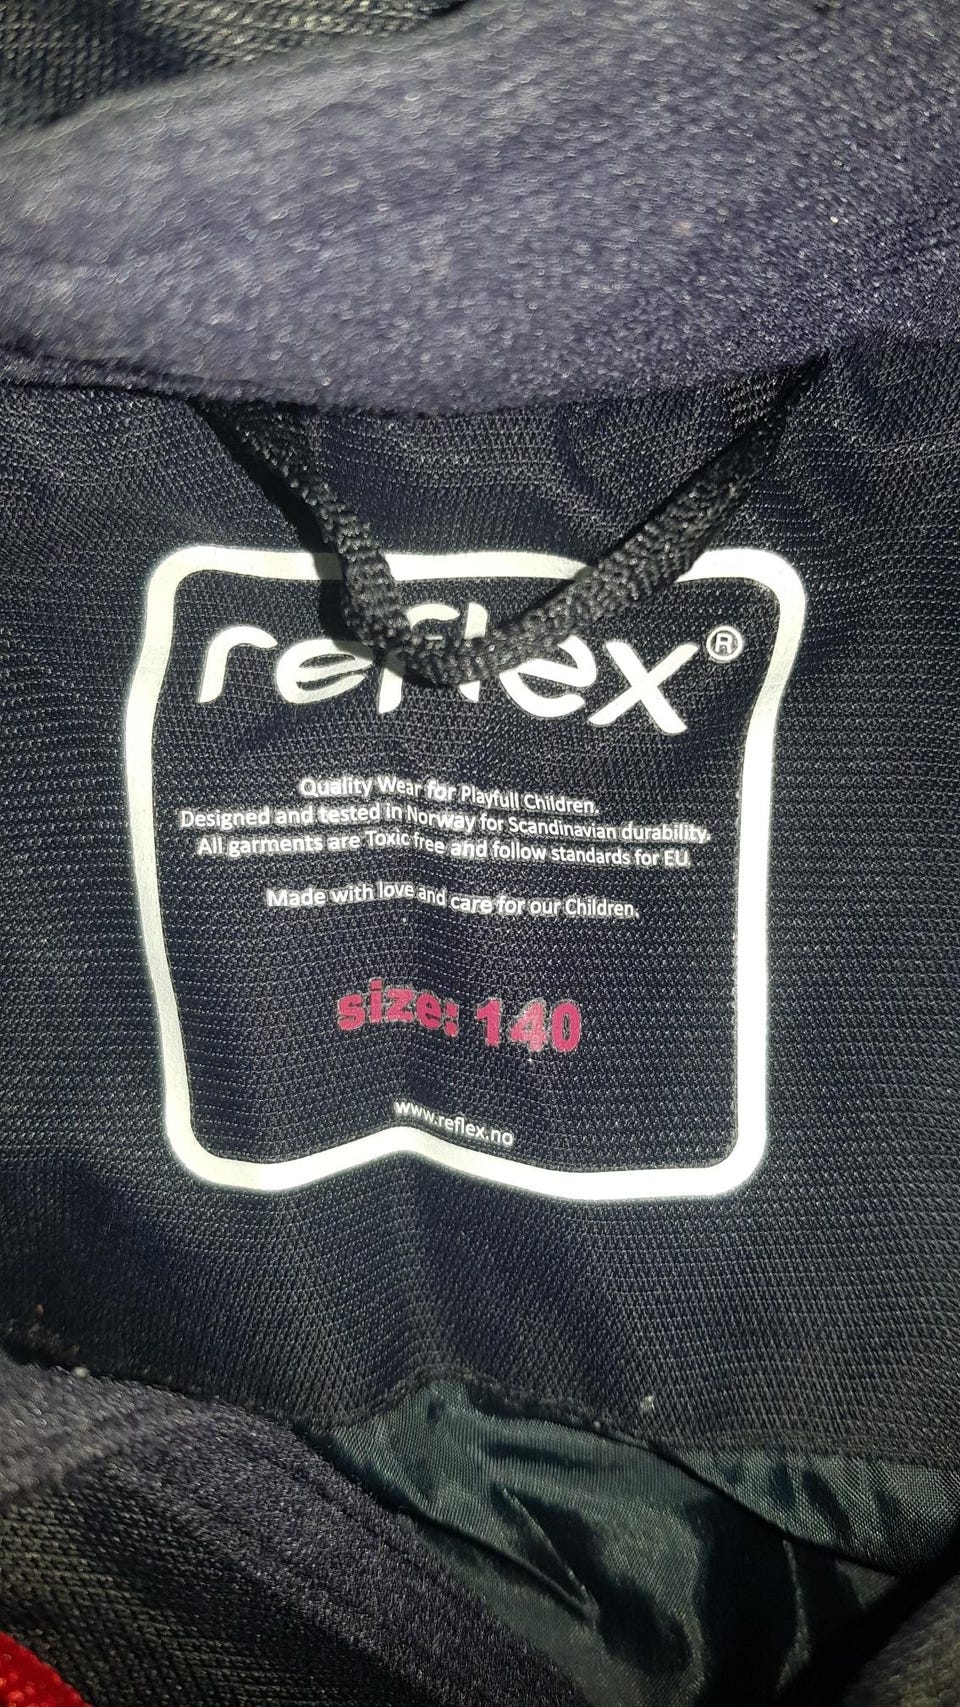 reflex®
Quality Wear for Playfull Children.
Designed and tested in Norway for Scandinavian durability.
All garments are Toxic free and follow standards for EU.
Made with love and care for our Children.
size: 140
www.reflex.no